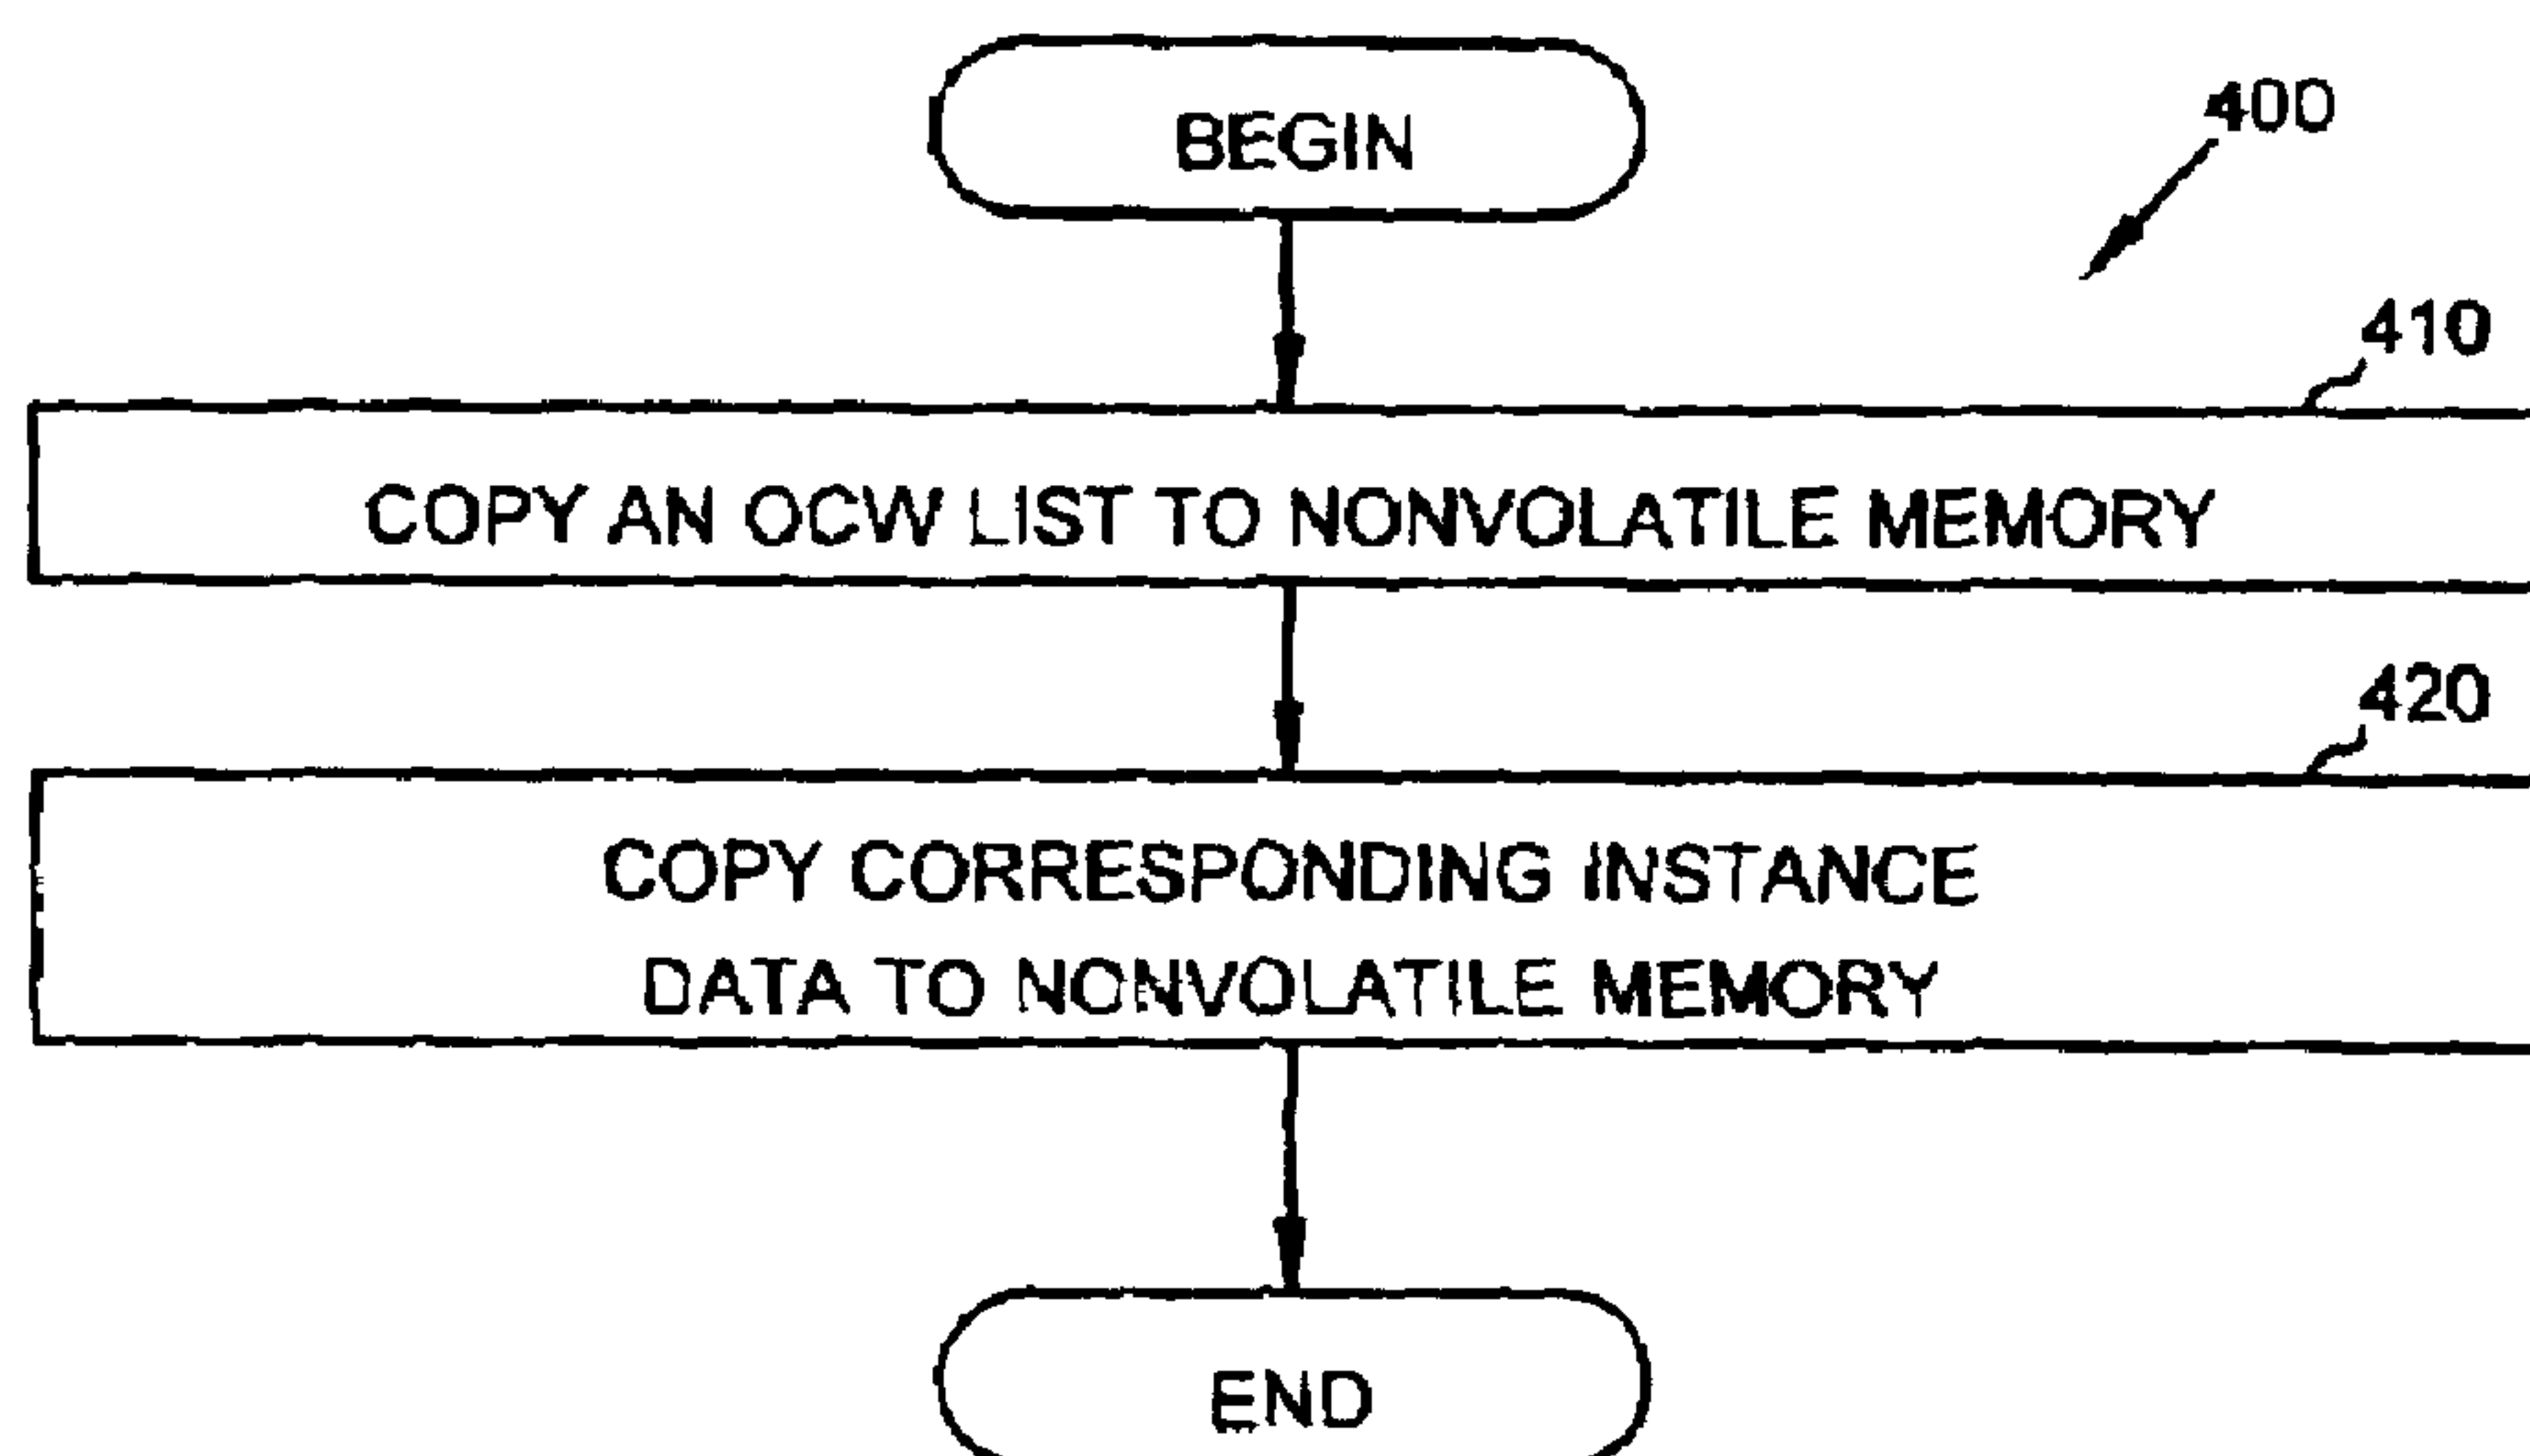 BEGIN
400
410
COPY AN OCW LIST TO NONVOLATILE MEMORY
420
COPY CORRESPONDING INSTANCE
DATA TO NONVOLATILE MEMORY
END